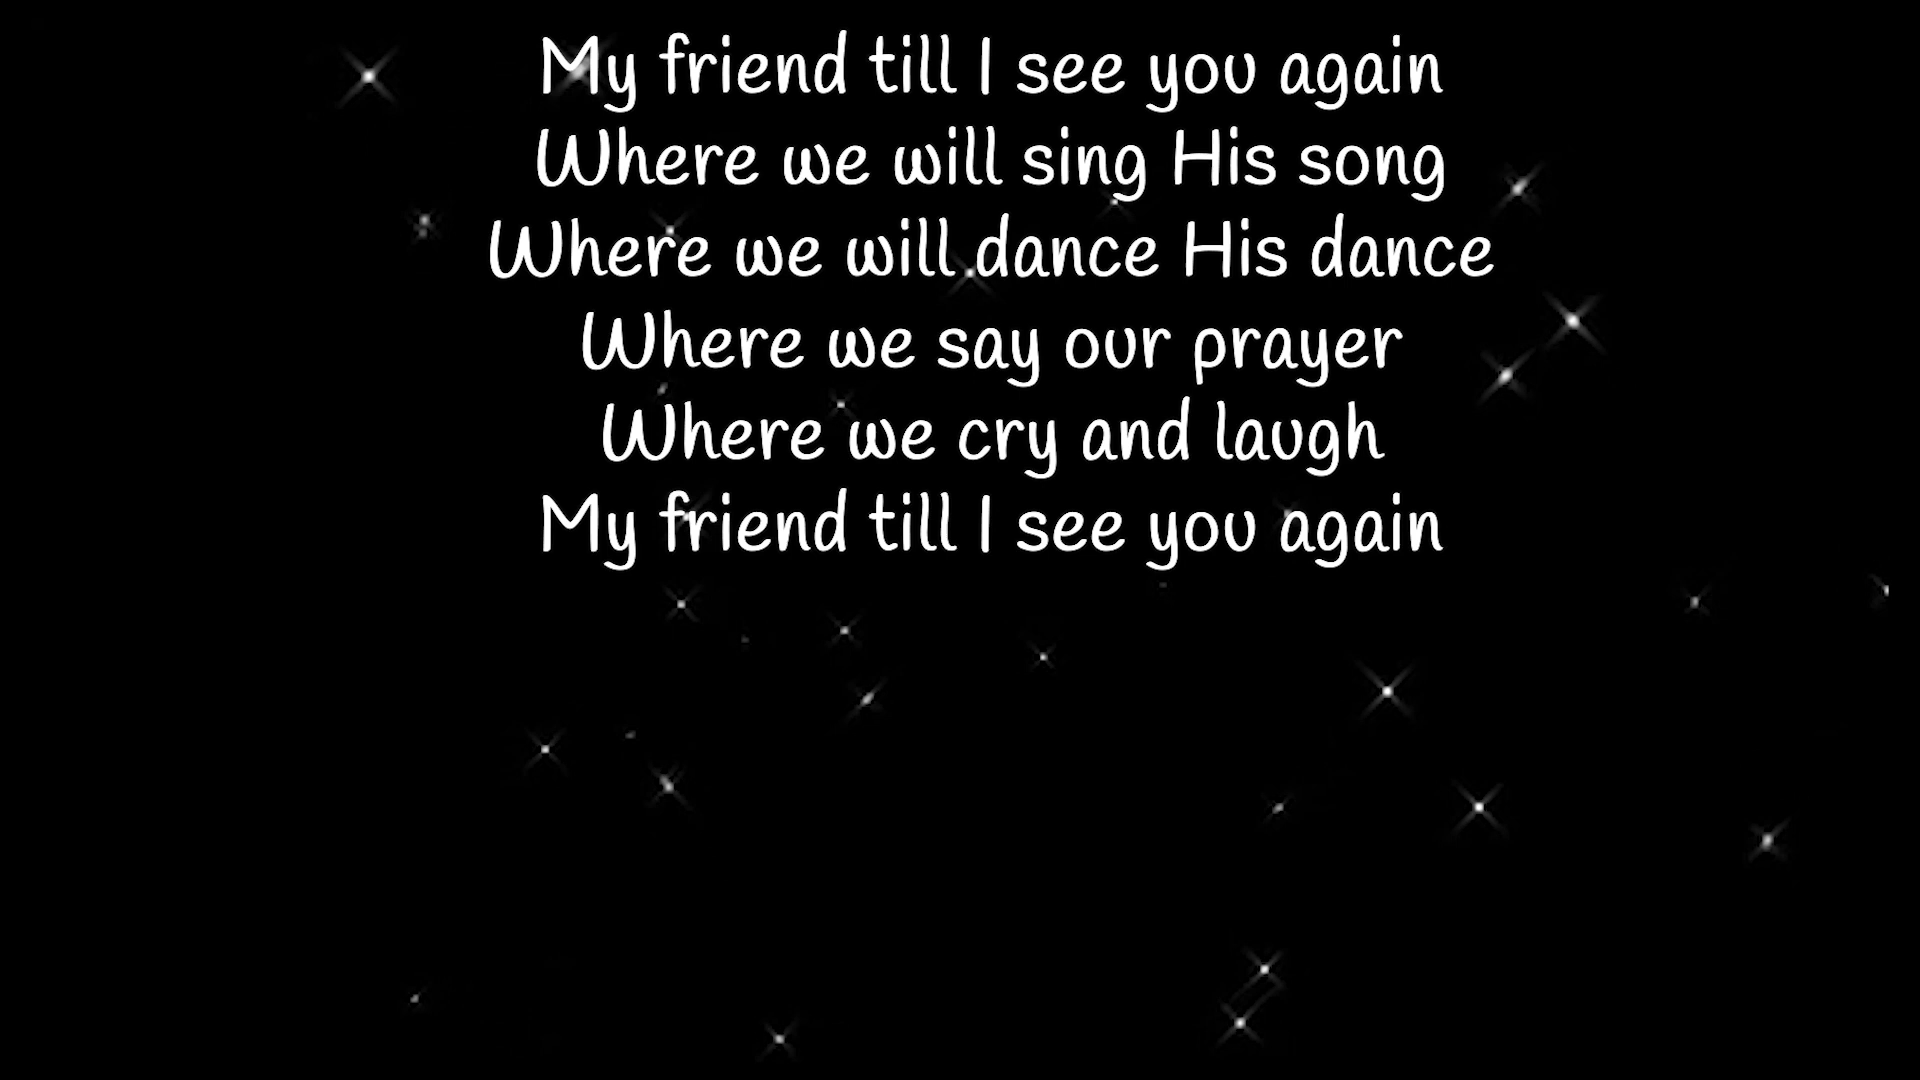 My friend till I see you again
Where we will sing His song
Where we will dance His dance
Where we say our prayer
Where we cry and laugh
My friend till I see you again